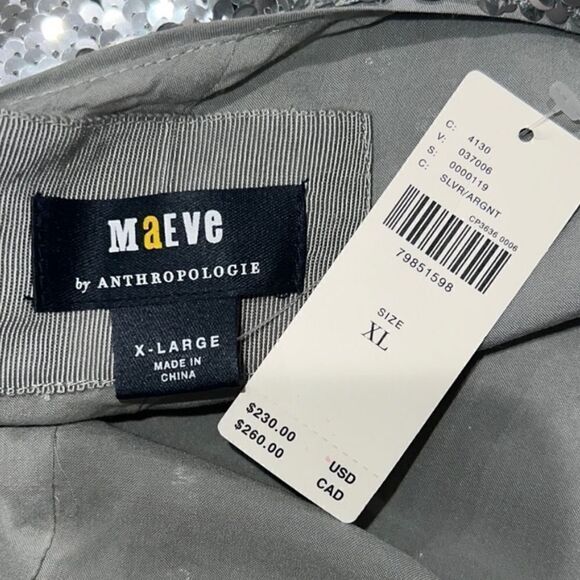 MaEVe
by ANTHROPOLOGIE
X-LARGE
MADE IN
CHINA
C: 4130
V: 037006
S: 0000119
C: SLVR/ARGNT
CP3636 0006
79851598
SIZE
XL
$230.00 USD
$260.00 CAD